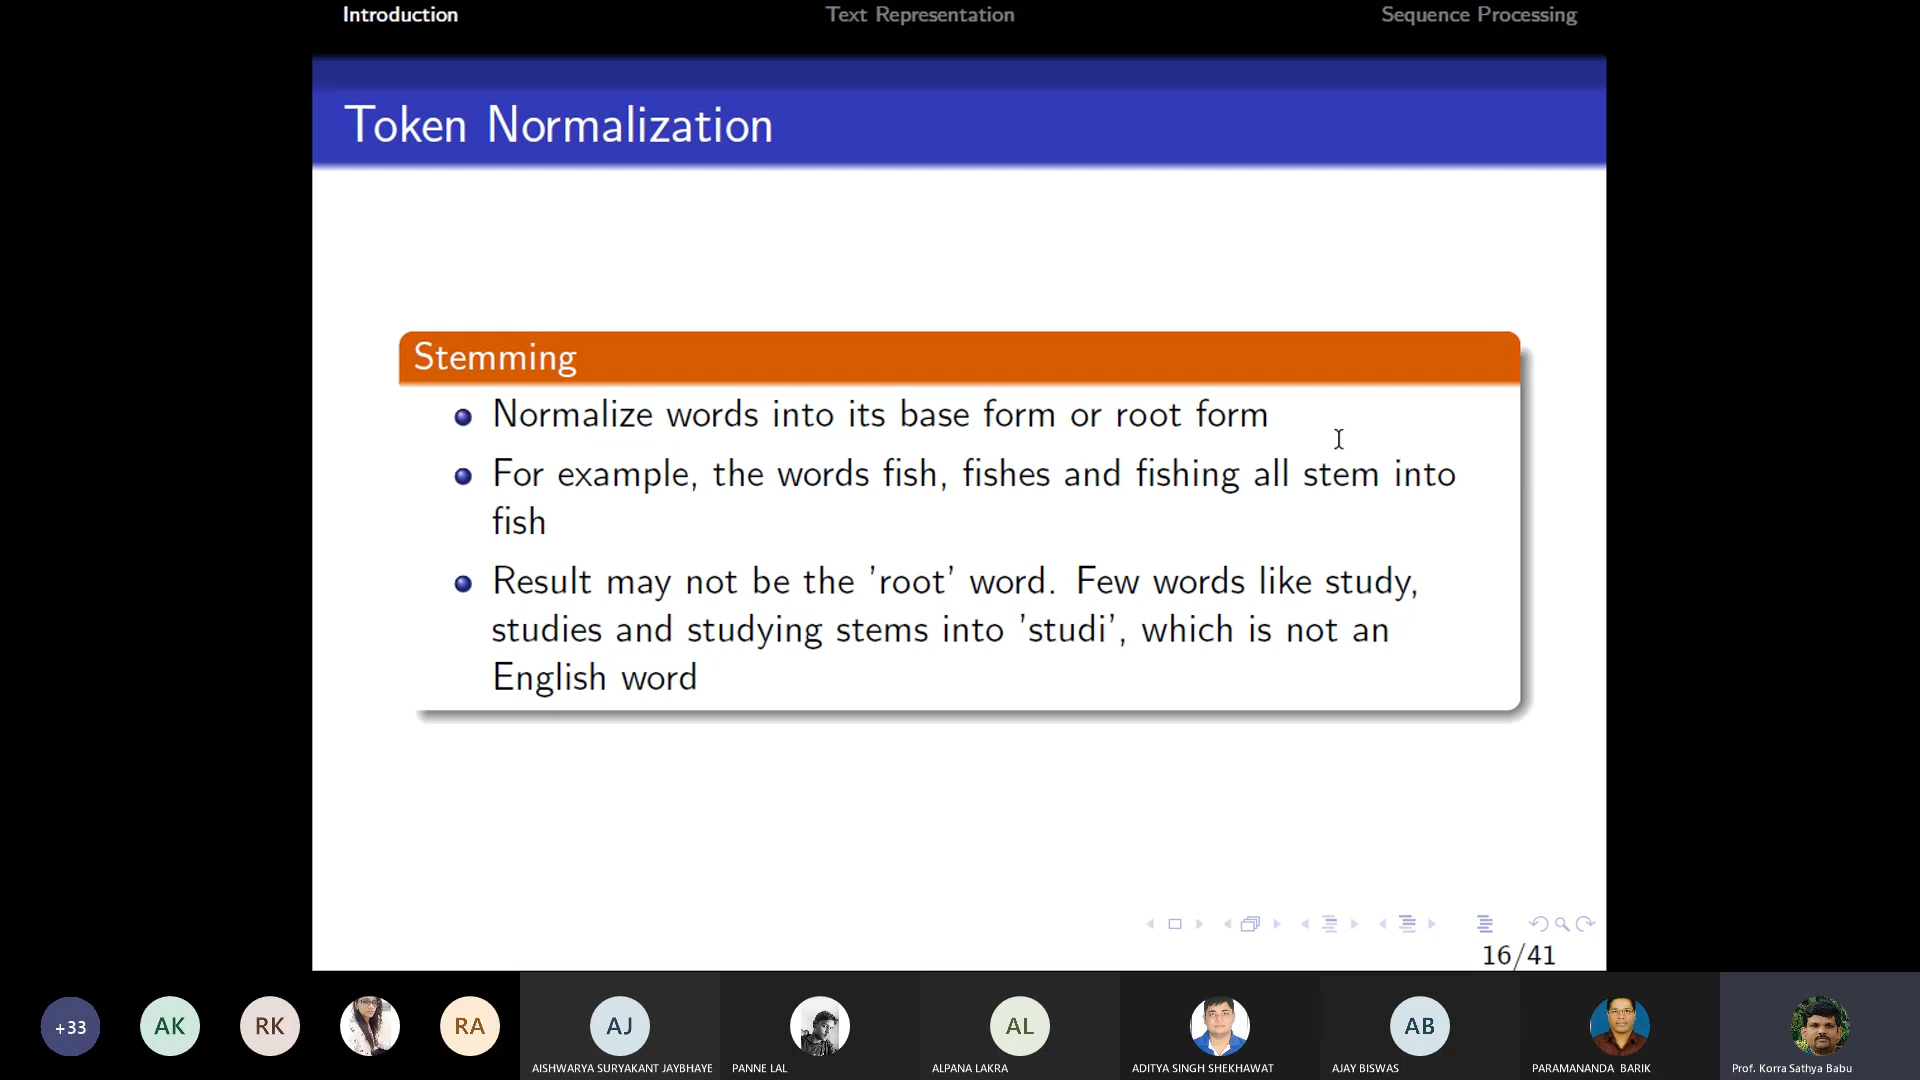 Introduction
Text Representation
Sequence Processing
Token Normalization
Stemming
Normalize words into its base form or root form
For example, the words fish, fishes and fishing all stem into
fish
Result may not be the 'root' word. Few words like study,
studies and studying stems into 'studi', which is not an
English word
16/41
+33
AK
RK
RA
AJ
AL
AB
AISHWARYA SURYAKANT JAYBHAYE
PANNE LAL
ALPANA LAKRA
ADITYA SINGH SHEKHAWAT
AJAY BISWAS
PARAMANANDA BARIK
Prof. Korra Sathya Babu